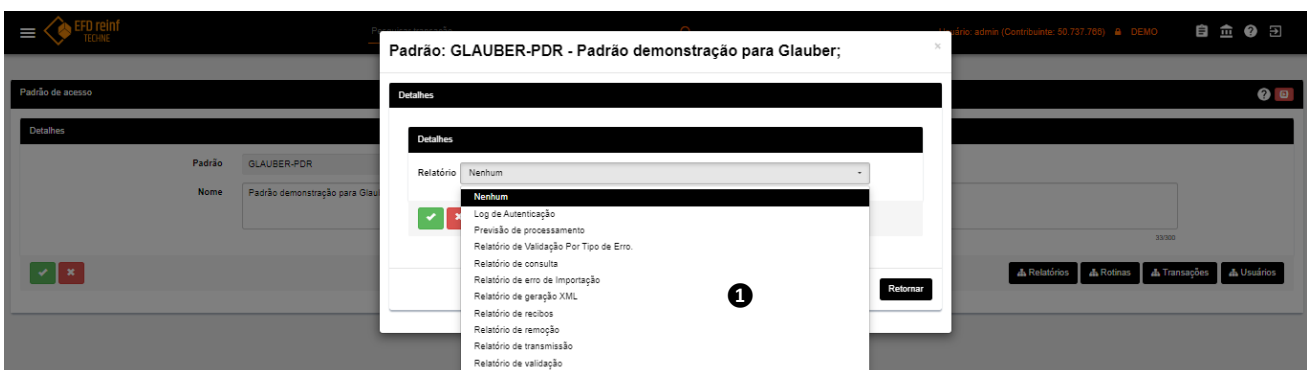 EFD reinf
TECHNE
Usuário: admin (Contribuinte: 50.737.766) DEMO
Padrão: GLAUBER-PDR - Padrão demonstração para Glauber;
×
Padrão de acesso
Detalhes
Detalhes
Detalhes
Padrão GLAUBER-PDR
Relatório Nenhum
Nome Padrão demonstração para Glau
Nenhum
Log de Autenticação
Previsão de processamento
Relatório de Validação Por Tipo de Erro.
33/300
Relatório de consulta
Relatórios Rotinas Transações Usuários
Relatório de erro de Importação
Retornar
Relatório de geração XML
1
Relatório de recibos
Relatório de remoção
Relatório de transmissão
Relatório de validação